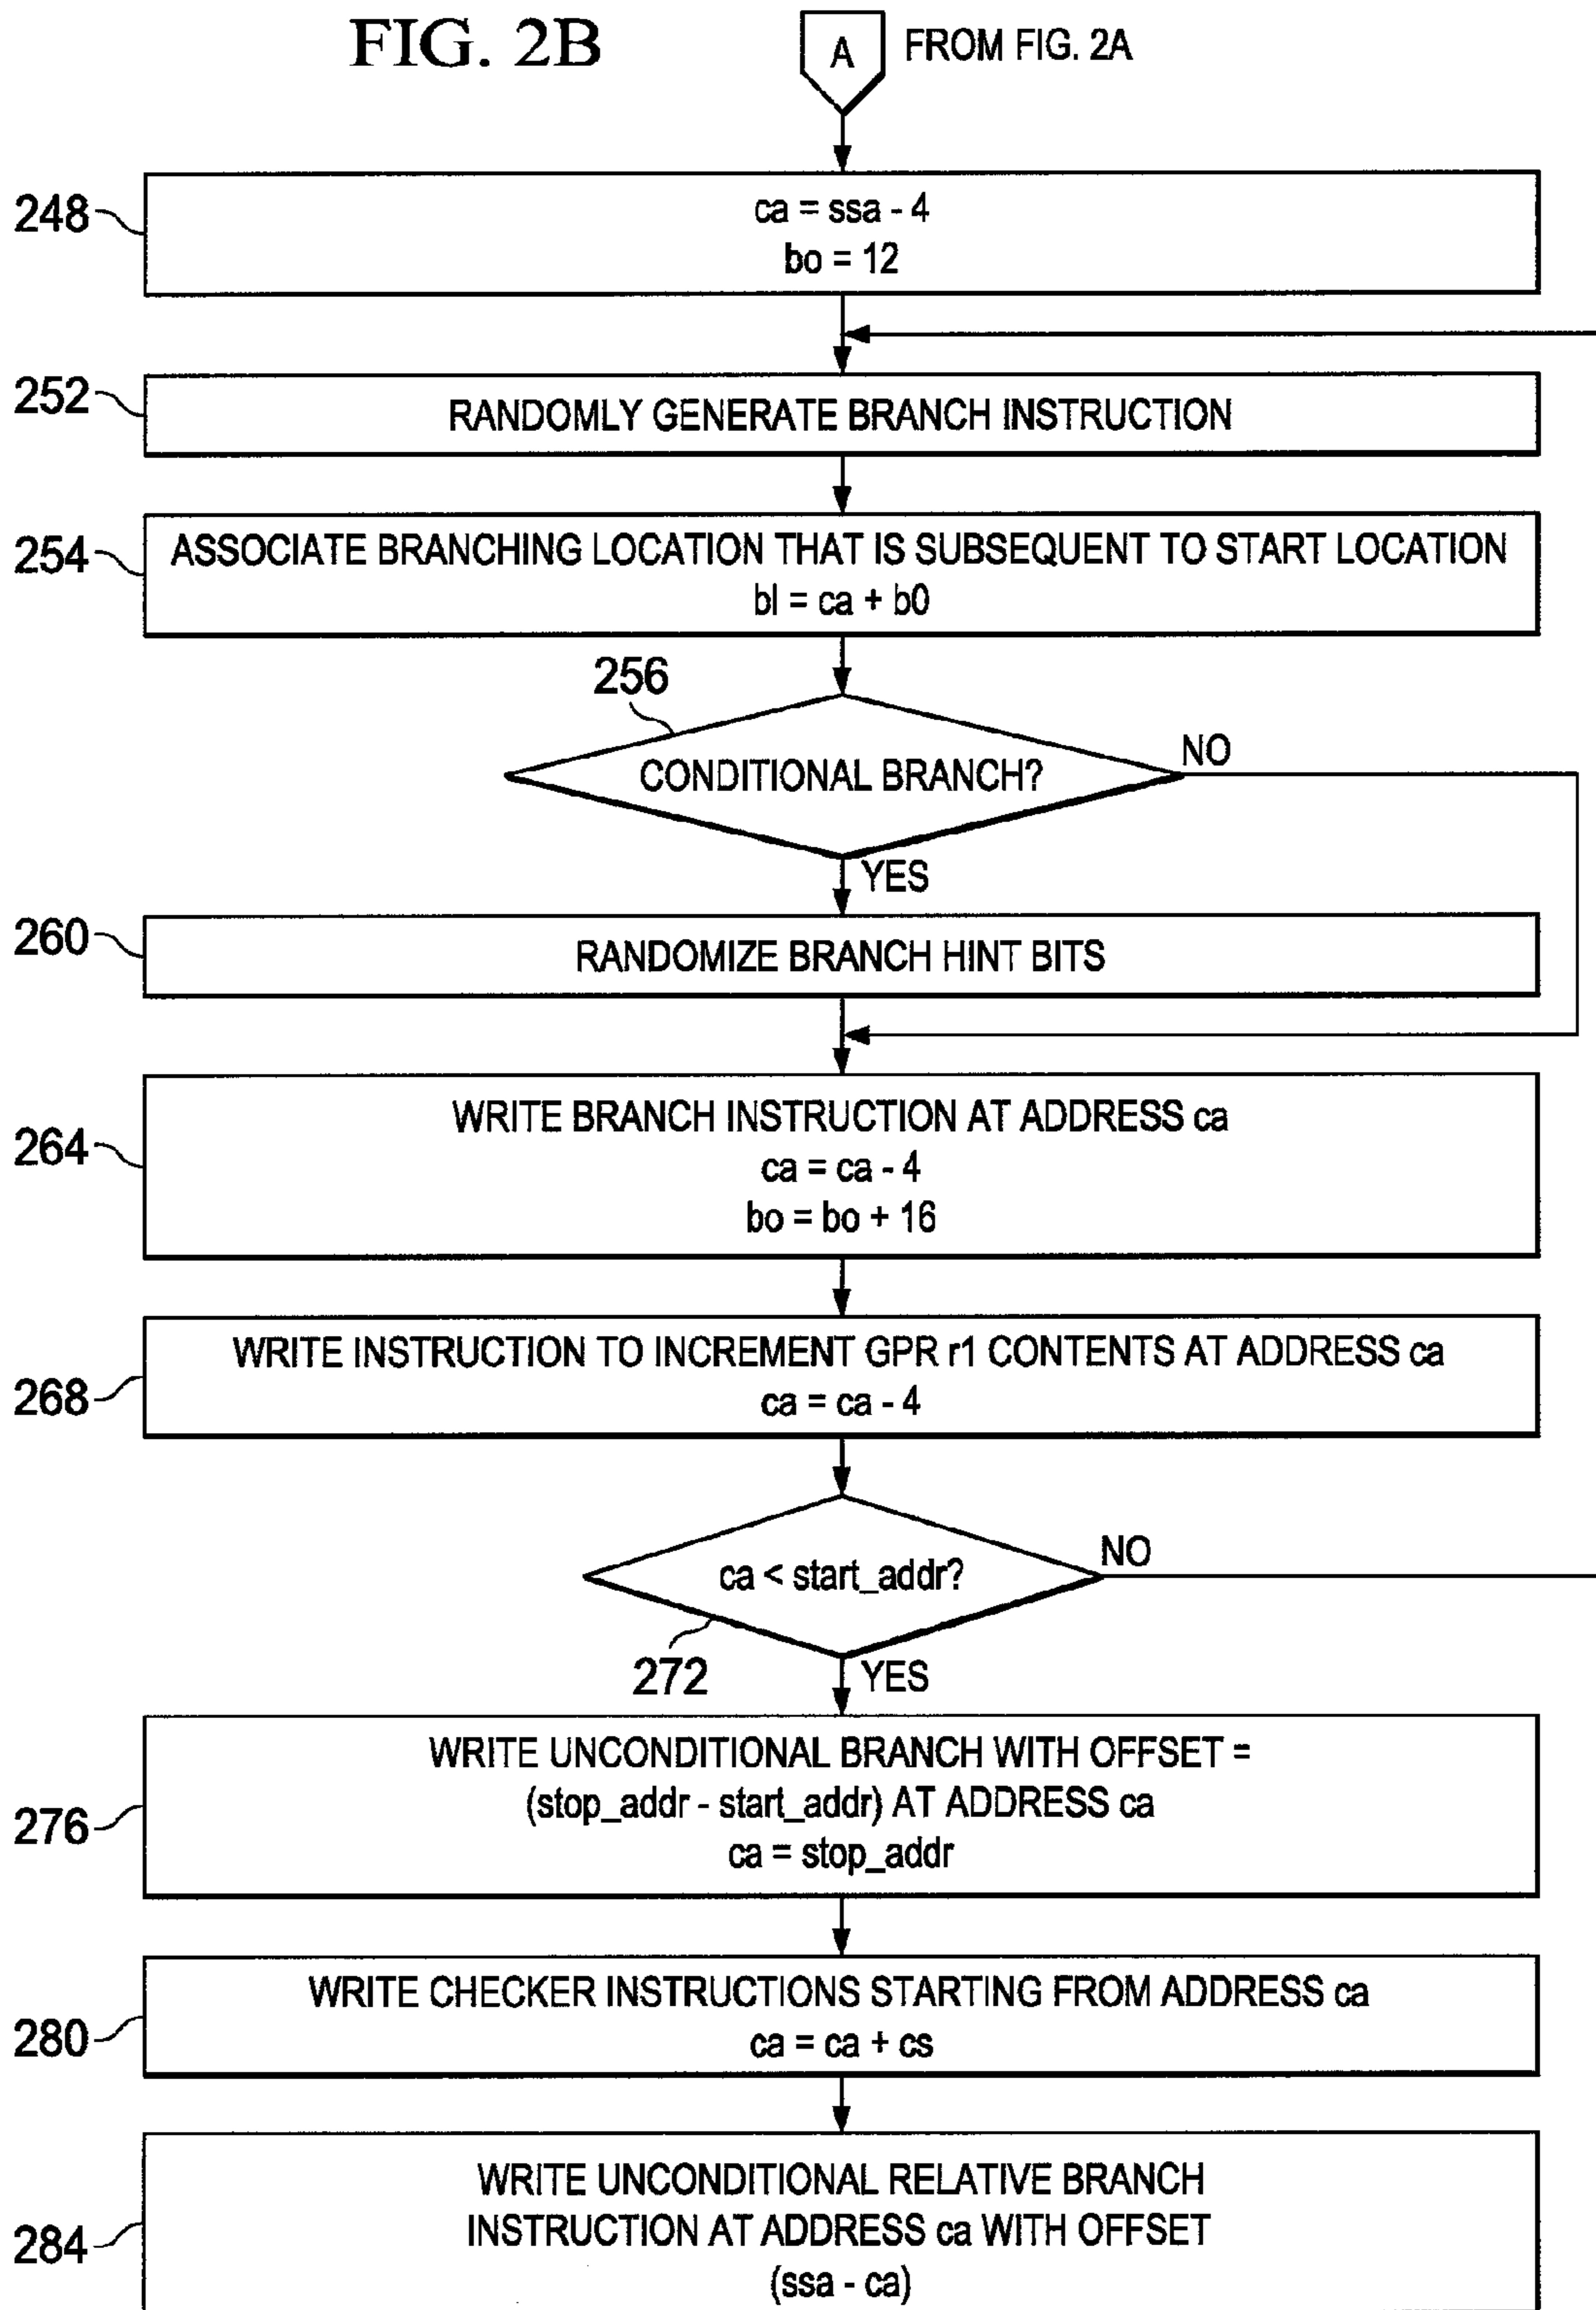 FIG. 2B
A
FROM FIG. 2A
248
ca = ssa - 4
bo = 12
252
RANDOMLY GENERATE BRANCH INSTRUCTION
254
ASSOCIATE BRANCHING LOCATION THAT IS SUBSEQUENT TO START LOCATION
bl = ca + b0
256
CONDITIONAL BRANCH?
NO
YES
260
RANDOMIZE BRANCH HINT BITS
264
WRITE BRANCH INSTRUCTION AT ADDRESS ca
ca = ca - 4
bo = bo + 16
268
WRITE INSTRUCTION TO INCREMENT GPR r1 CONTENTS AT ADDRESS ca
ca = ca - 4
ca < start_addr?
NO
272
YES
276
WRITE UNCONDITIONAL BRANCH WITH OFFSET =
(stop_addr - start_addr) AT ADDRESS ca
ca = stop_addr
280
WRITE CHECKER INSTRUCTIONS STARTING FROM ADDRESS ca
ca = ca + cs
284
WRITE UNCONDITIONAL RELATIVE BRANCH
INSTRUCTION AT ADDRESS ca WITH OFFSET
(ssa - ca)